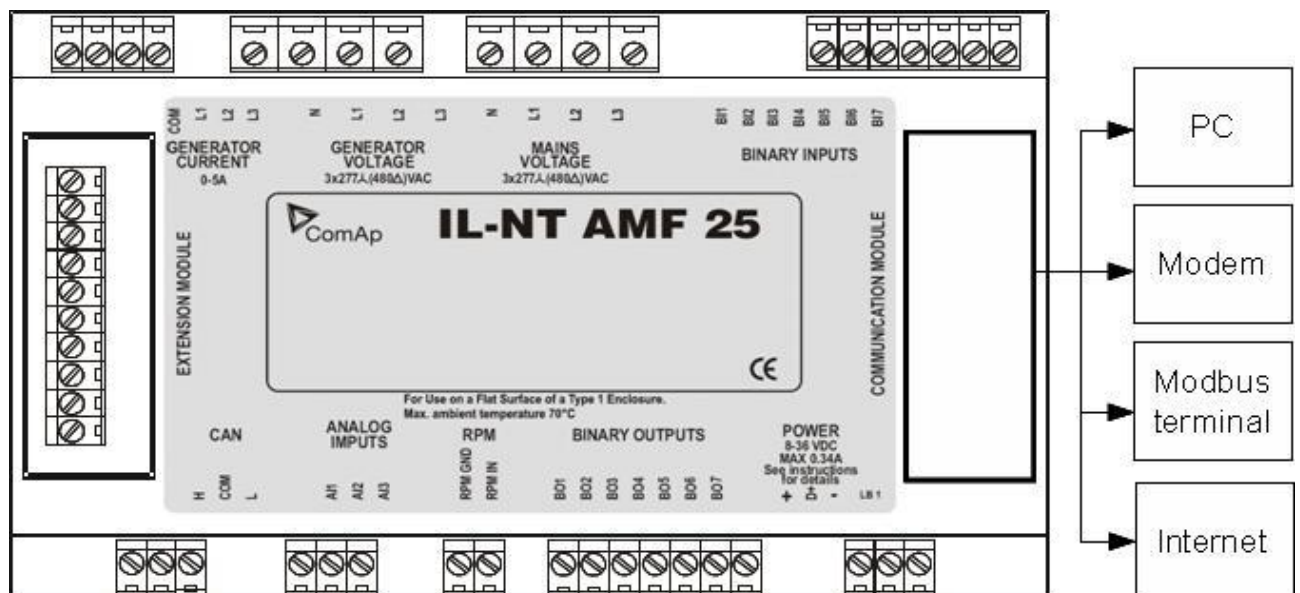 COM L1 L2 L3
GENERATOR
CURRENT
0-5A
N L1 L2 L3
GENERATOR
VOLTAGE
3x277⅄(480Δ)VAC
N L1 L2 L3
MAINS
VOLTAGE
3x277⅄(480Δ)VAC
BI1 BI2 BI3 BI4 BI5 BI6 BI7
BINARY INPUTS
EXTENSION MODULE
ComAp
IL-NT AMF 25
CE
COMMUNICATION MODULE
For Use on a Flat Surface of a Type 1 Enclosure.
Max. ambient temperature 70°C
CAN
H COM L
ANALOG
IMPUTS
AI1 AI2 AI3
RPM
RPM GND RPM IN
BINARY OUTPUTS
BO1 BO2 BO3 BO4 BO5 BO6 BO7
POWER
8-36 VDC
MAX 0.34A
See instructions
for details
+ D+ -
LB 1
PC
Modem
Modbus
terminal
Internet